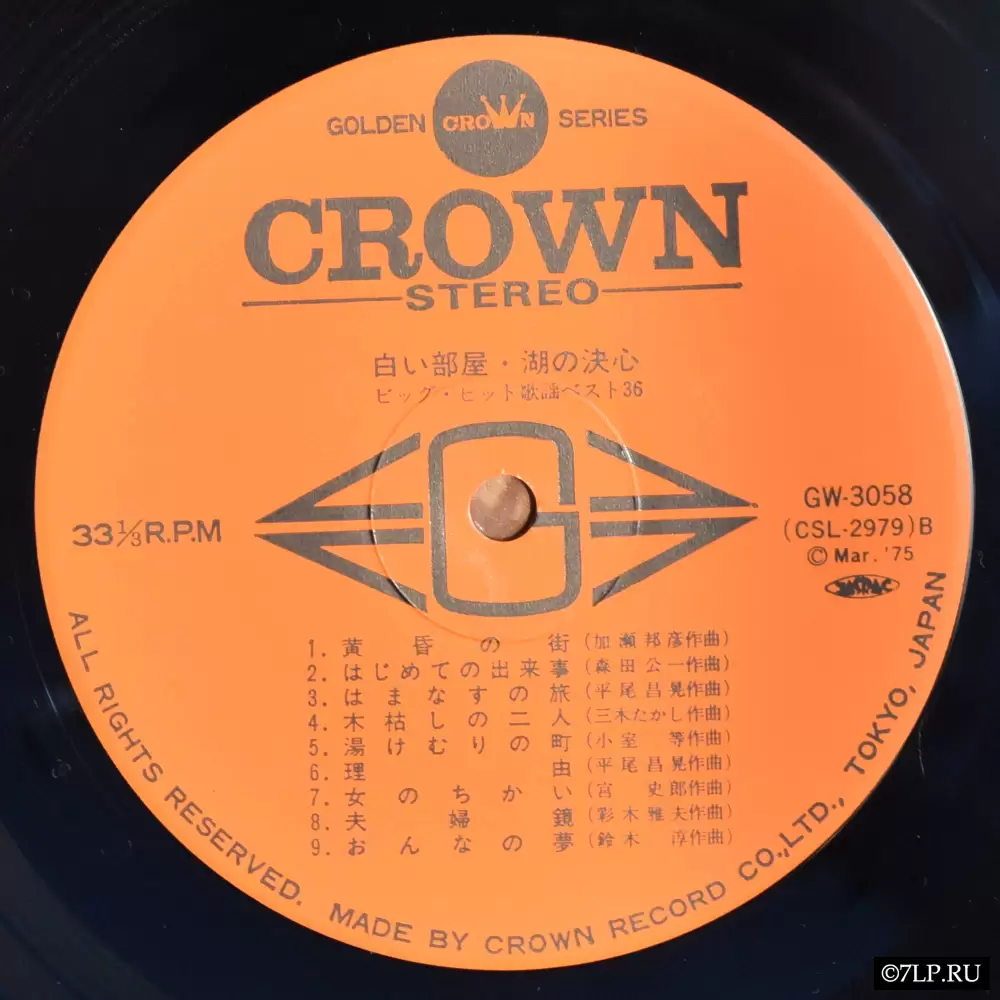 GOLDEN CROWN SERIES
CROWN
STEREO
白い部屋・湖の決心
ビッグ・ヒット歌謡ベスト36
G
33⅓R.P.M
GW-3058
(CSL-2979)B
© Mar. '75
JASRAC
1. 黄昏の街 (加瀬邦彦作曲)
2. はじめての出来事 (森田公一作曲)
3. はまなすの旅 (平尾昌晃作曲)
4. 木枯しの二人 (三木たかし作曲)
5. 湯けむりの町 (小室等作曲)
6. 理由 (平尾昌晃作曲)
7. 女のちかい (宮史郎作曲)
8. 夫婦鏡 (彩木雅夫作曲)
9. おんなの夢 (鈴木淳作曲)
ALL RIGHTS RESERVED. MADE BY CROWN RECORD CO.,LTD., TOKYO, JAPAN
©7LP.RU